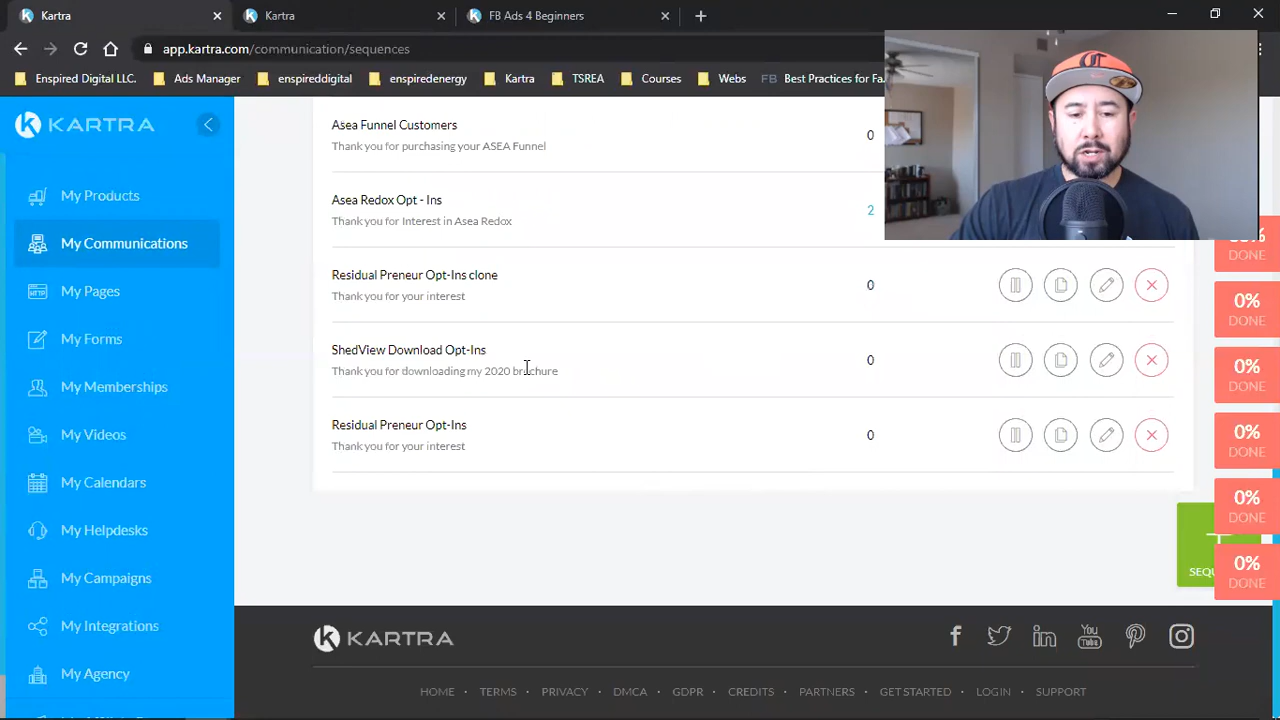 Kartra
Kartra
FB Ads 4 Beginners
app.kartra.com/communication/sequences
Enspired Digital LLC.
Ads Manager
enspireddigital
enspiredenergy
Kartra
TSREA
Courses
Webs
FB Best Practices for Fa
KARTRA
My Products
My Communications
My Pages
My Forms
My Memberships
My Videos
My Calendars
My Helpdesks
My Campaigns
My Integrations
My Agency
Asea Funnel Customers
Thank you for purchasing your ASEA Funnel
0
Asea Redox Opt - Ins
Thank you for Interest in Asea Redox
2
Residual Preneur Opt-Ins clone
Thank you for your interest
0
ShedView Download Opt-Ins
Thank you for downloading my 2020 brochure
0
Residual Preneur Opt-Ins
Thank you for your interest
0
DONE
0%
DONE
0%
DONE
0%
DONE
0%
DONE
0%
DONE
KARTRA
HOME • TERMS • PRIVACY • DMCA • GDPR • CREDITS • PARTNERS • GET STARTED • LOGIN • SUPPORT